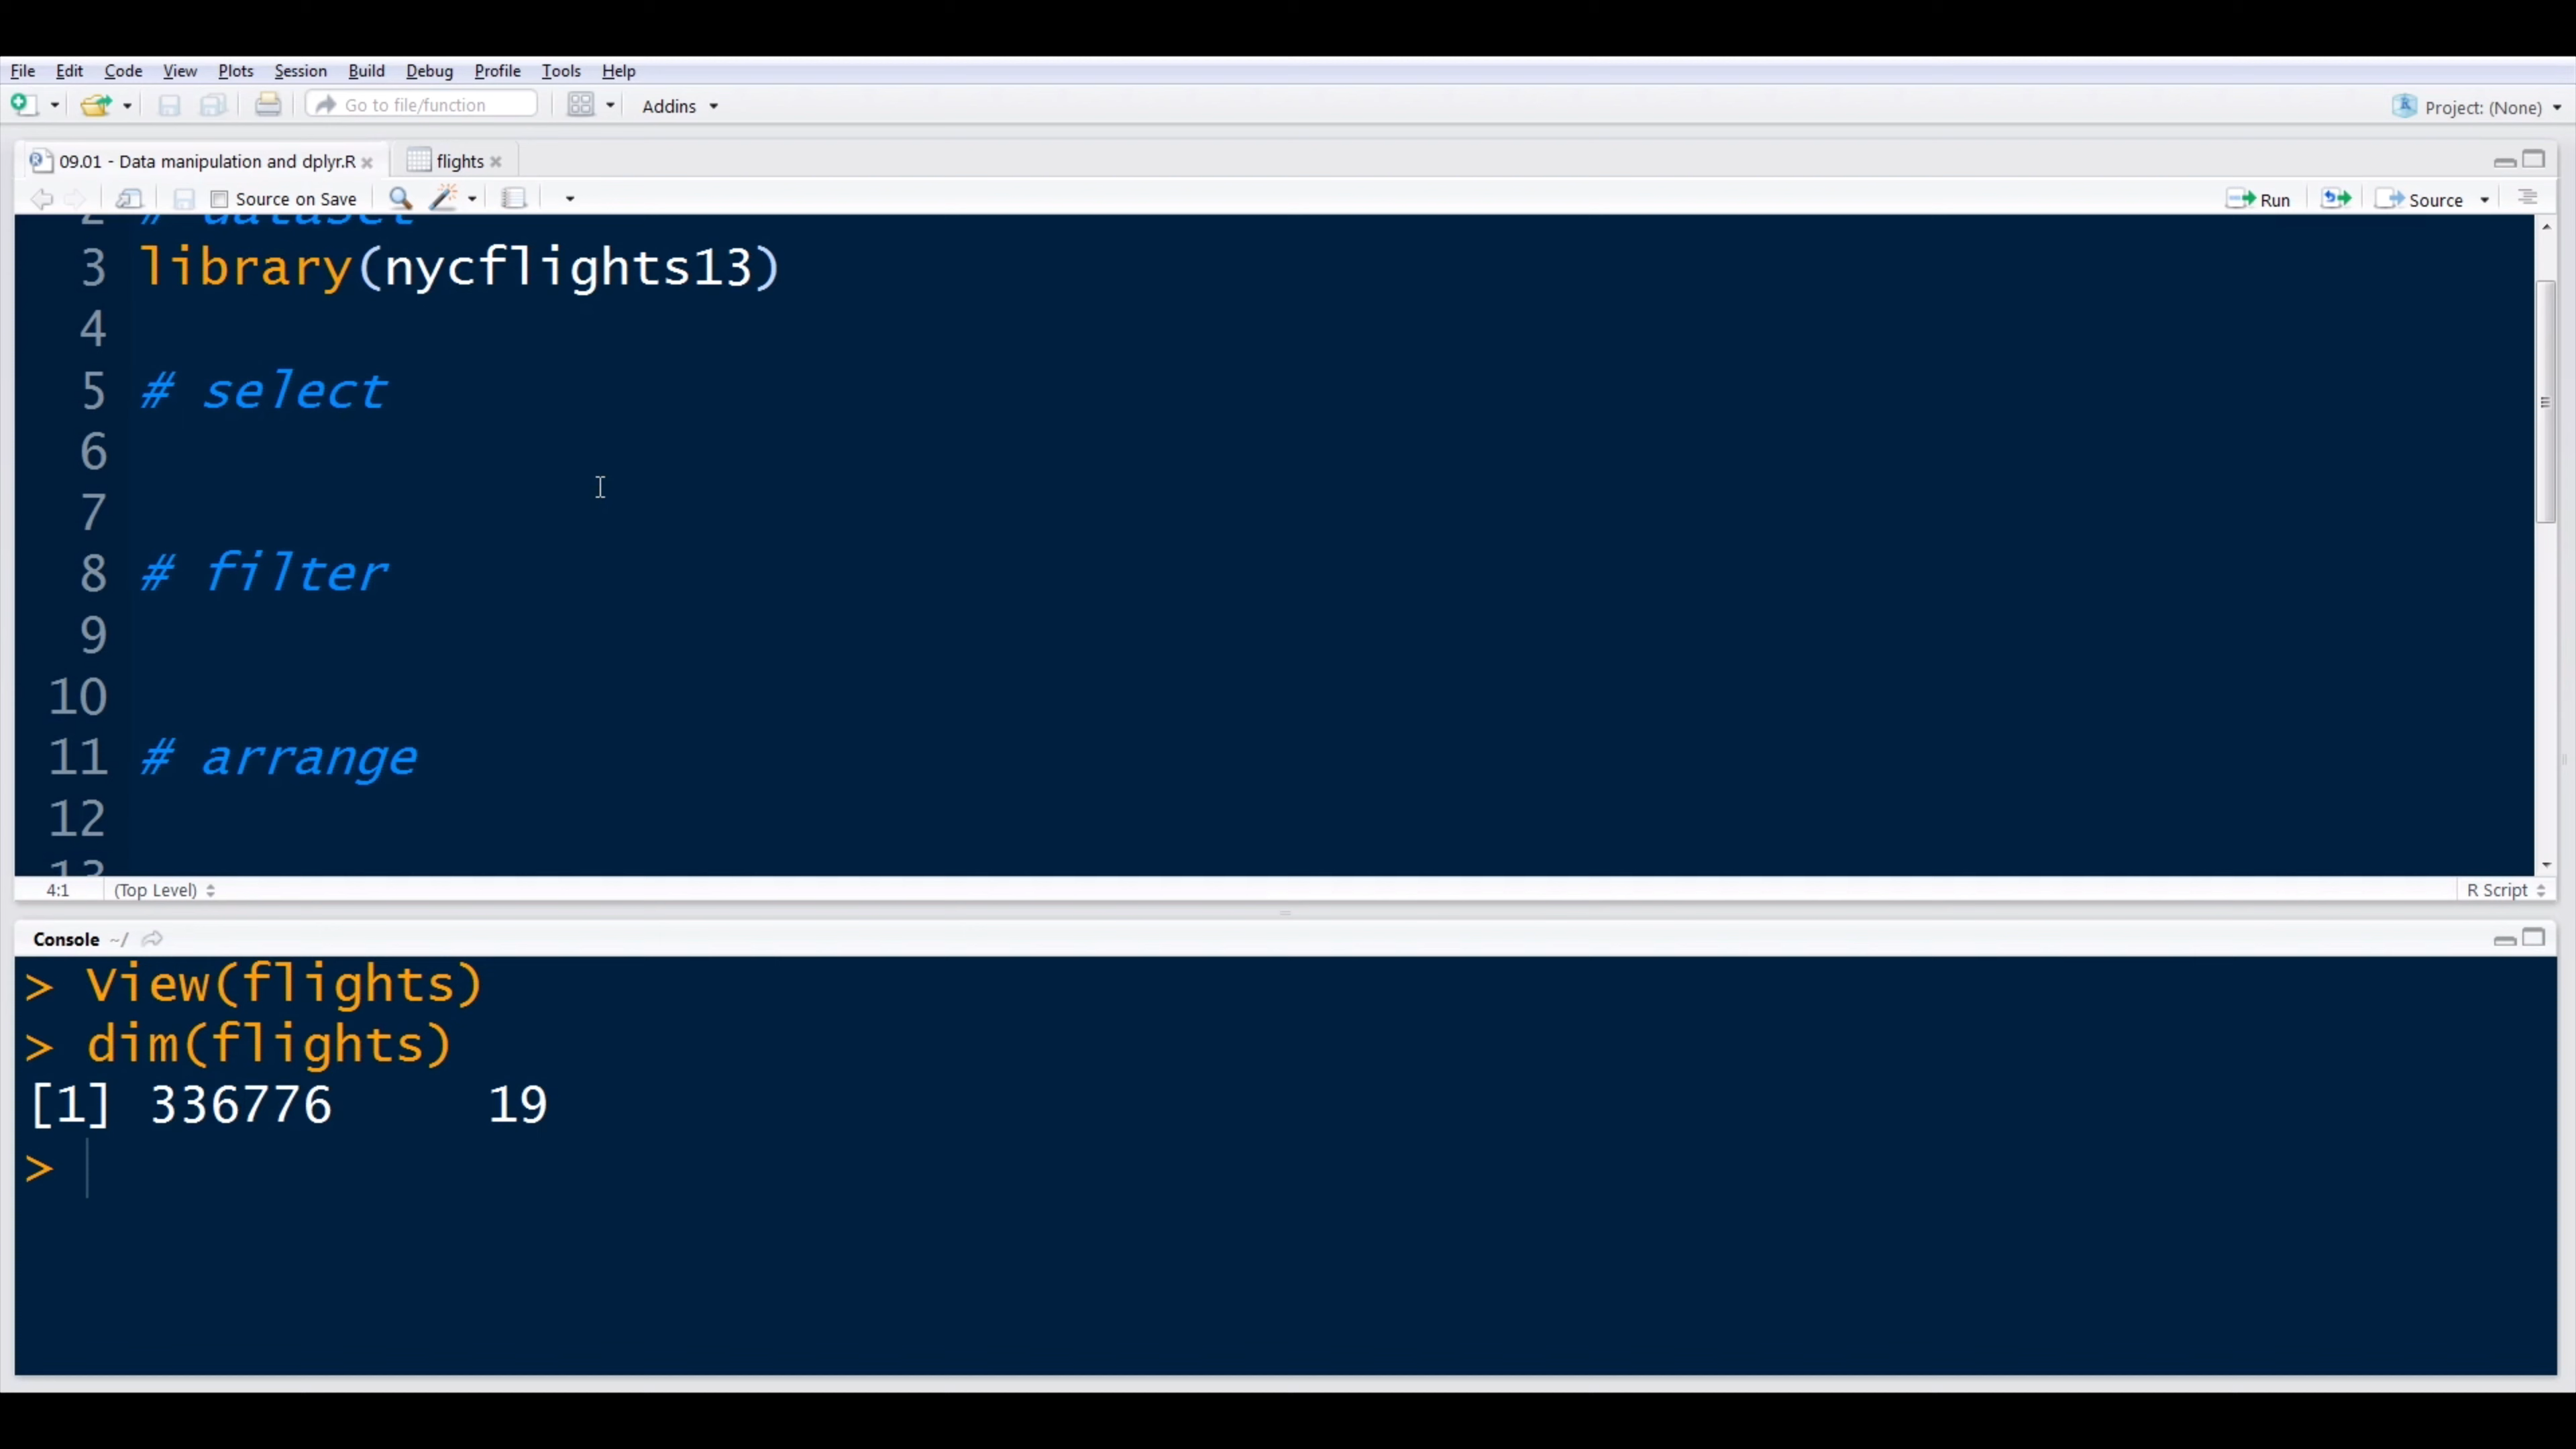 File Edit Code View Plots Session Build Debug Profile Tools Help
Go to file/function Addins Project: (None)
09.01 - Data manipulation and dplyr.R flights
Source on Save Run Source
2 # dataset
3 library(nycflights13)
4
5 # select
6
7
8 # filter
9
10
11 # arrange
12
13
4:1 (Top Level) R Script
Console ~/
> View(flights)
> dim(flights)
[1] 336776 19
>